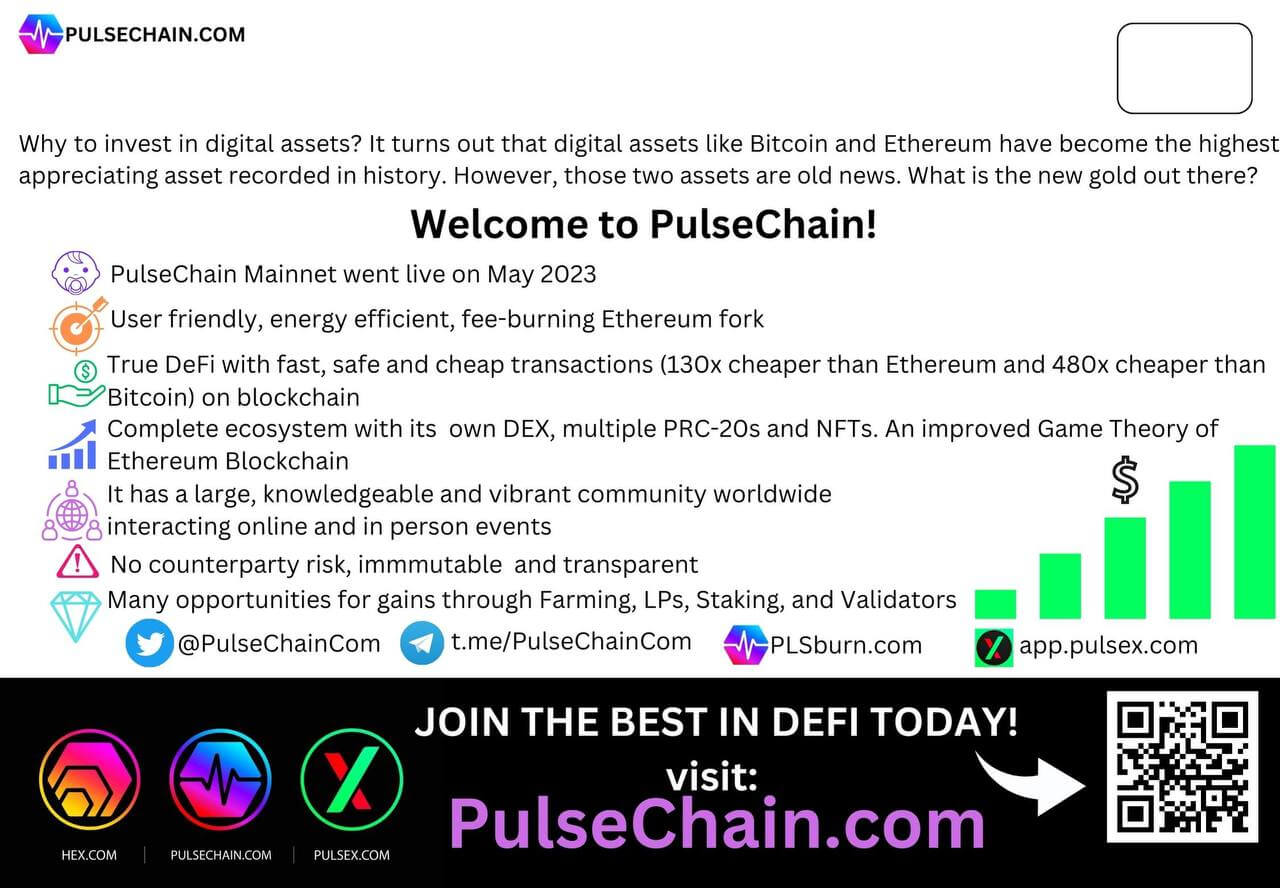 PULSECHAIN.COM
Why to invest in digital assets? It turns out that digital assets like Bitcoin and Ethereum have become the highest
appreciating asset recorded in history. However, those two assets are old news. What is the new gold out there?
Welcome to PulseChain!
PulseChain Mainnet went live on May 2023
User friendly, energy efficient, fee-burning Ethereum fork
$
True DeFi with fast, safe and cheap transactions (130x cheaper than Ethereum and 480x cheaper than
Bitcoin) on blockchain
Complete ecosystem with its  own DEX, multiple PRC-20s and NFTs. An improved Game Theory of
Ethereum Blockchain
$
It has a large, knowledgeable and vibrant community worldwide
interacting online and in person events
!
No counterparty risk, immmutable  and transparent
Many opportunities for gains through Farming, LPs, Staking, and Validators
@PulseChainCom
t.me/PulseChainCom
PLSburn.com
app.pulsex.com
JOIN THE BEST IN DEFI TODAY!
visit:
PulseChain.com
HEX.COM
PULSECHAIN.COM
PULSEX.COM